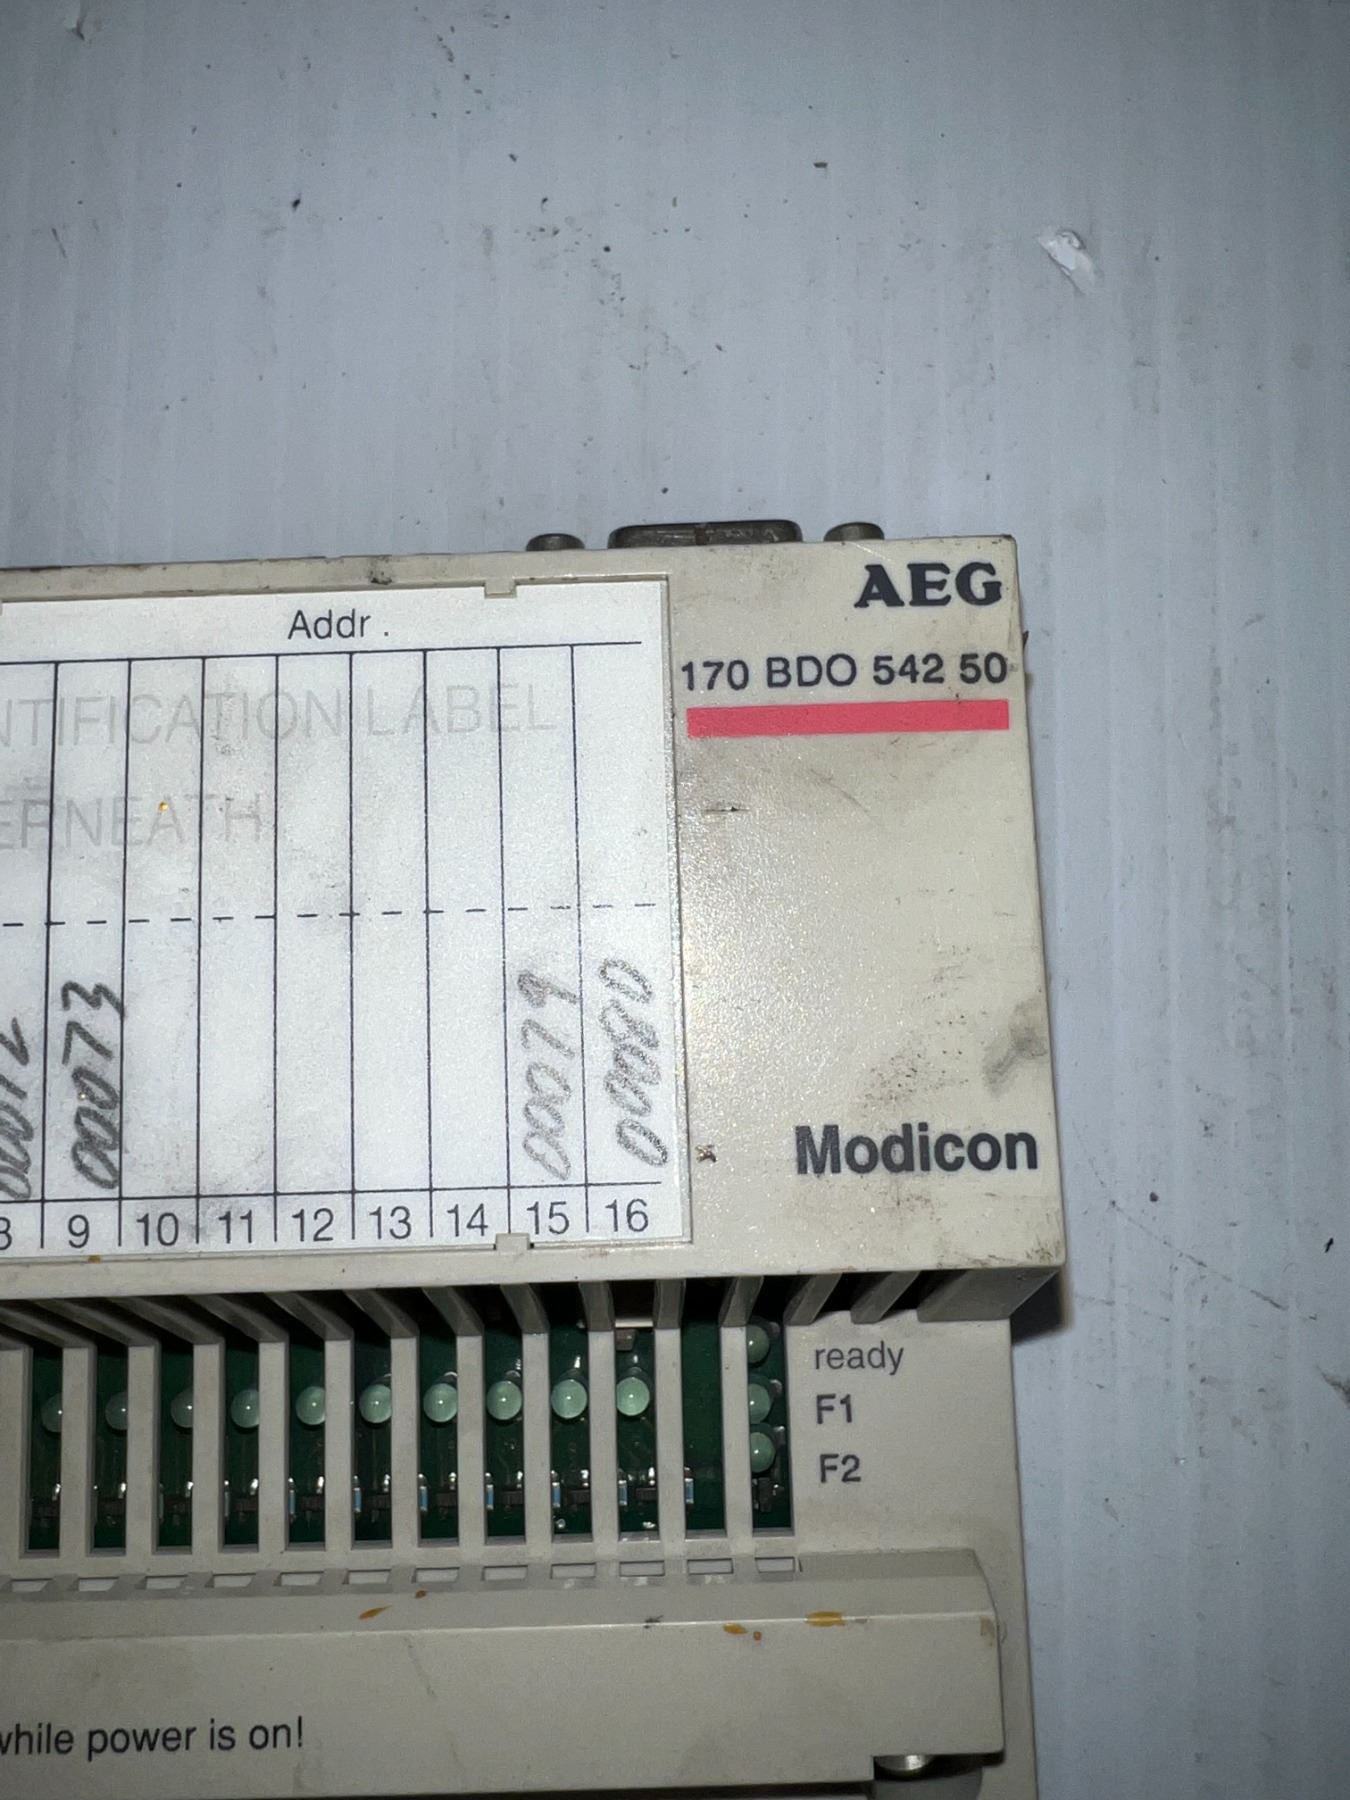 AEG
Addr.
170 BDO 542 50
NTIFICATION LABEL
ERNEATH
00073 00079 00080
Modicon
9 10 11 12 13 14 15 16
ready
F1
F2
while power is on!